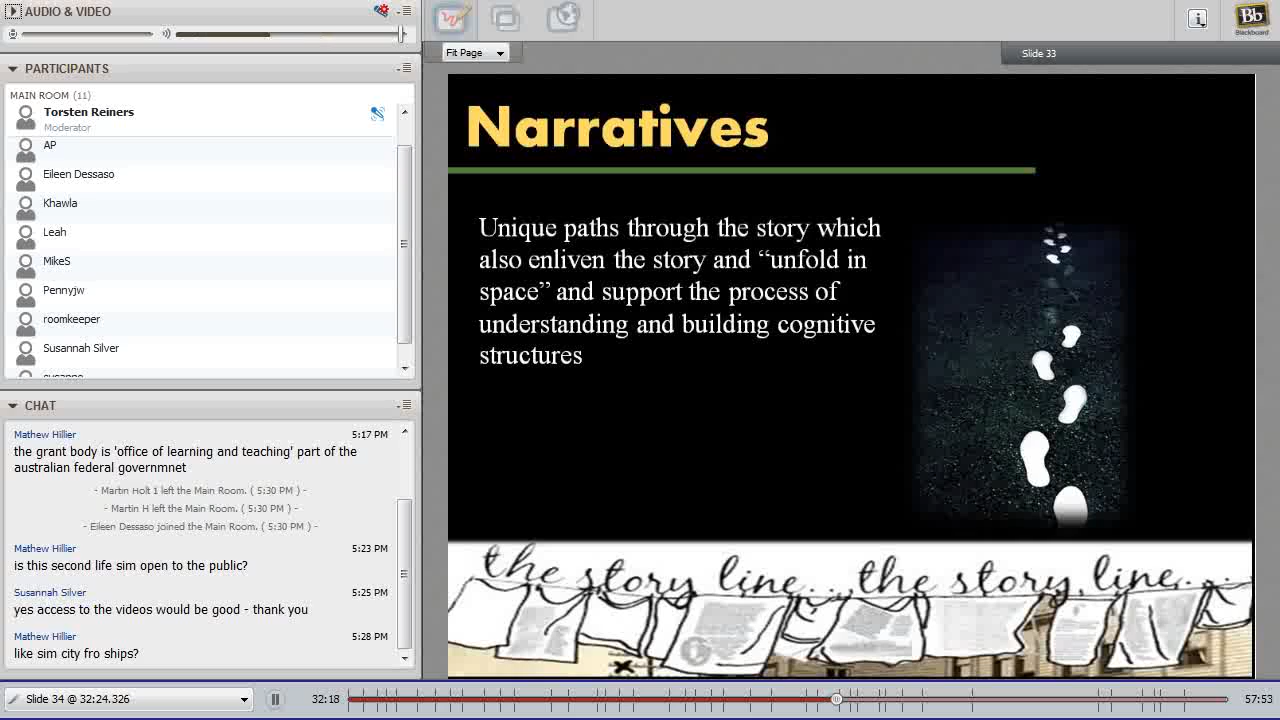 AUDIO & VIDEO
PARTICIPANTS
MAIN ROOM (11)
Torsten Reiners
Moderator
AP
Eileen Dessaso
Khawla
Leah
MikeS
Pennyjw
roomkeeper
Susannah Silver
susanne
CHAT
Mathew Hillier 5:17 PM
the grant body is 'office of learning and teaching' part of the
australian federal governmnet
- Martin Holt 1 left the Main Room. ( 5:30 PM ) -
- Martin H left the Main Room. ( 5:30 PM ) -
- Eileen Dessaso joined the Main Room. ( 5:30 PM ) -
Mathew Hillier 5:23 PM
is this second life sim open to the public?
Susannah Silver 5:25 PM
yes access to the videos would be good - thank you
Mathew Hillier 5:28 PM
like sim city fro ships?
Slide 34 @ 32:24.326
32:18
57:53
Fit Page
Slide 33
Bb
Blackboard
Narratives
Unique paths through the story which
also enliven the story and “unfold in
space” and support the process of
understanding and building cognitive
structures
the story line...the story line...